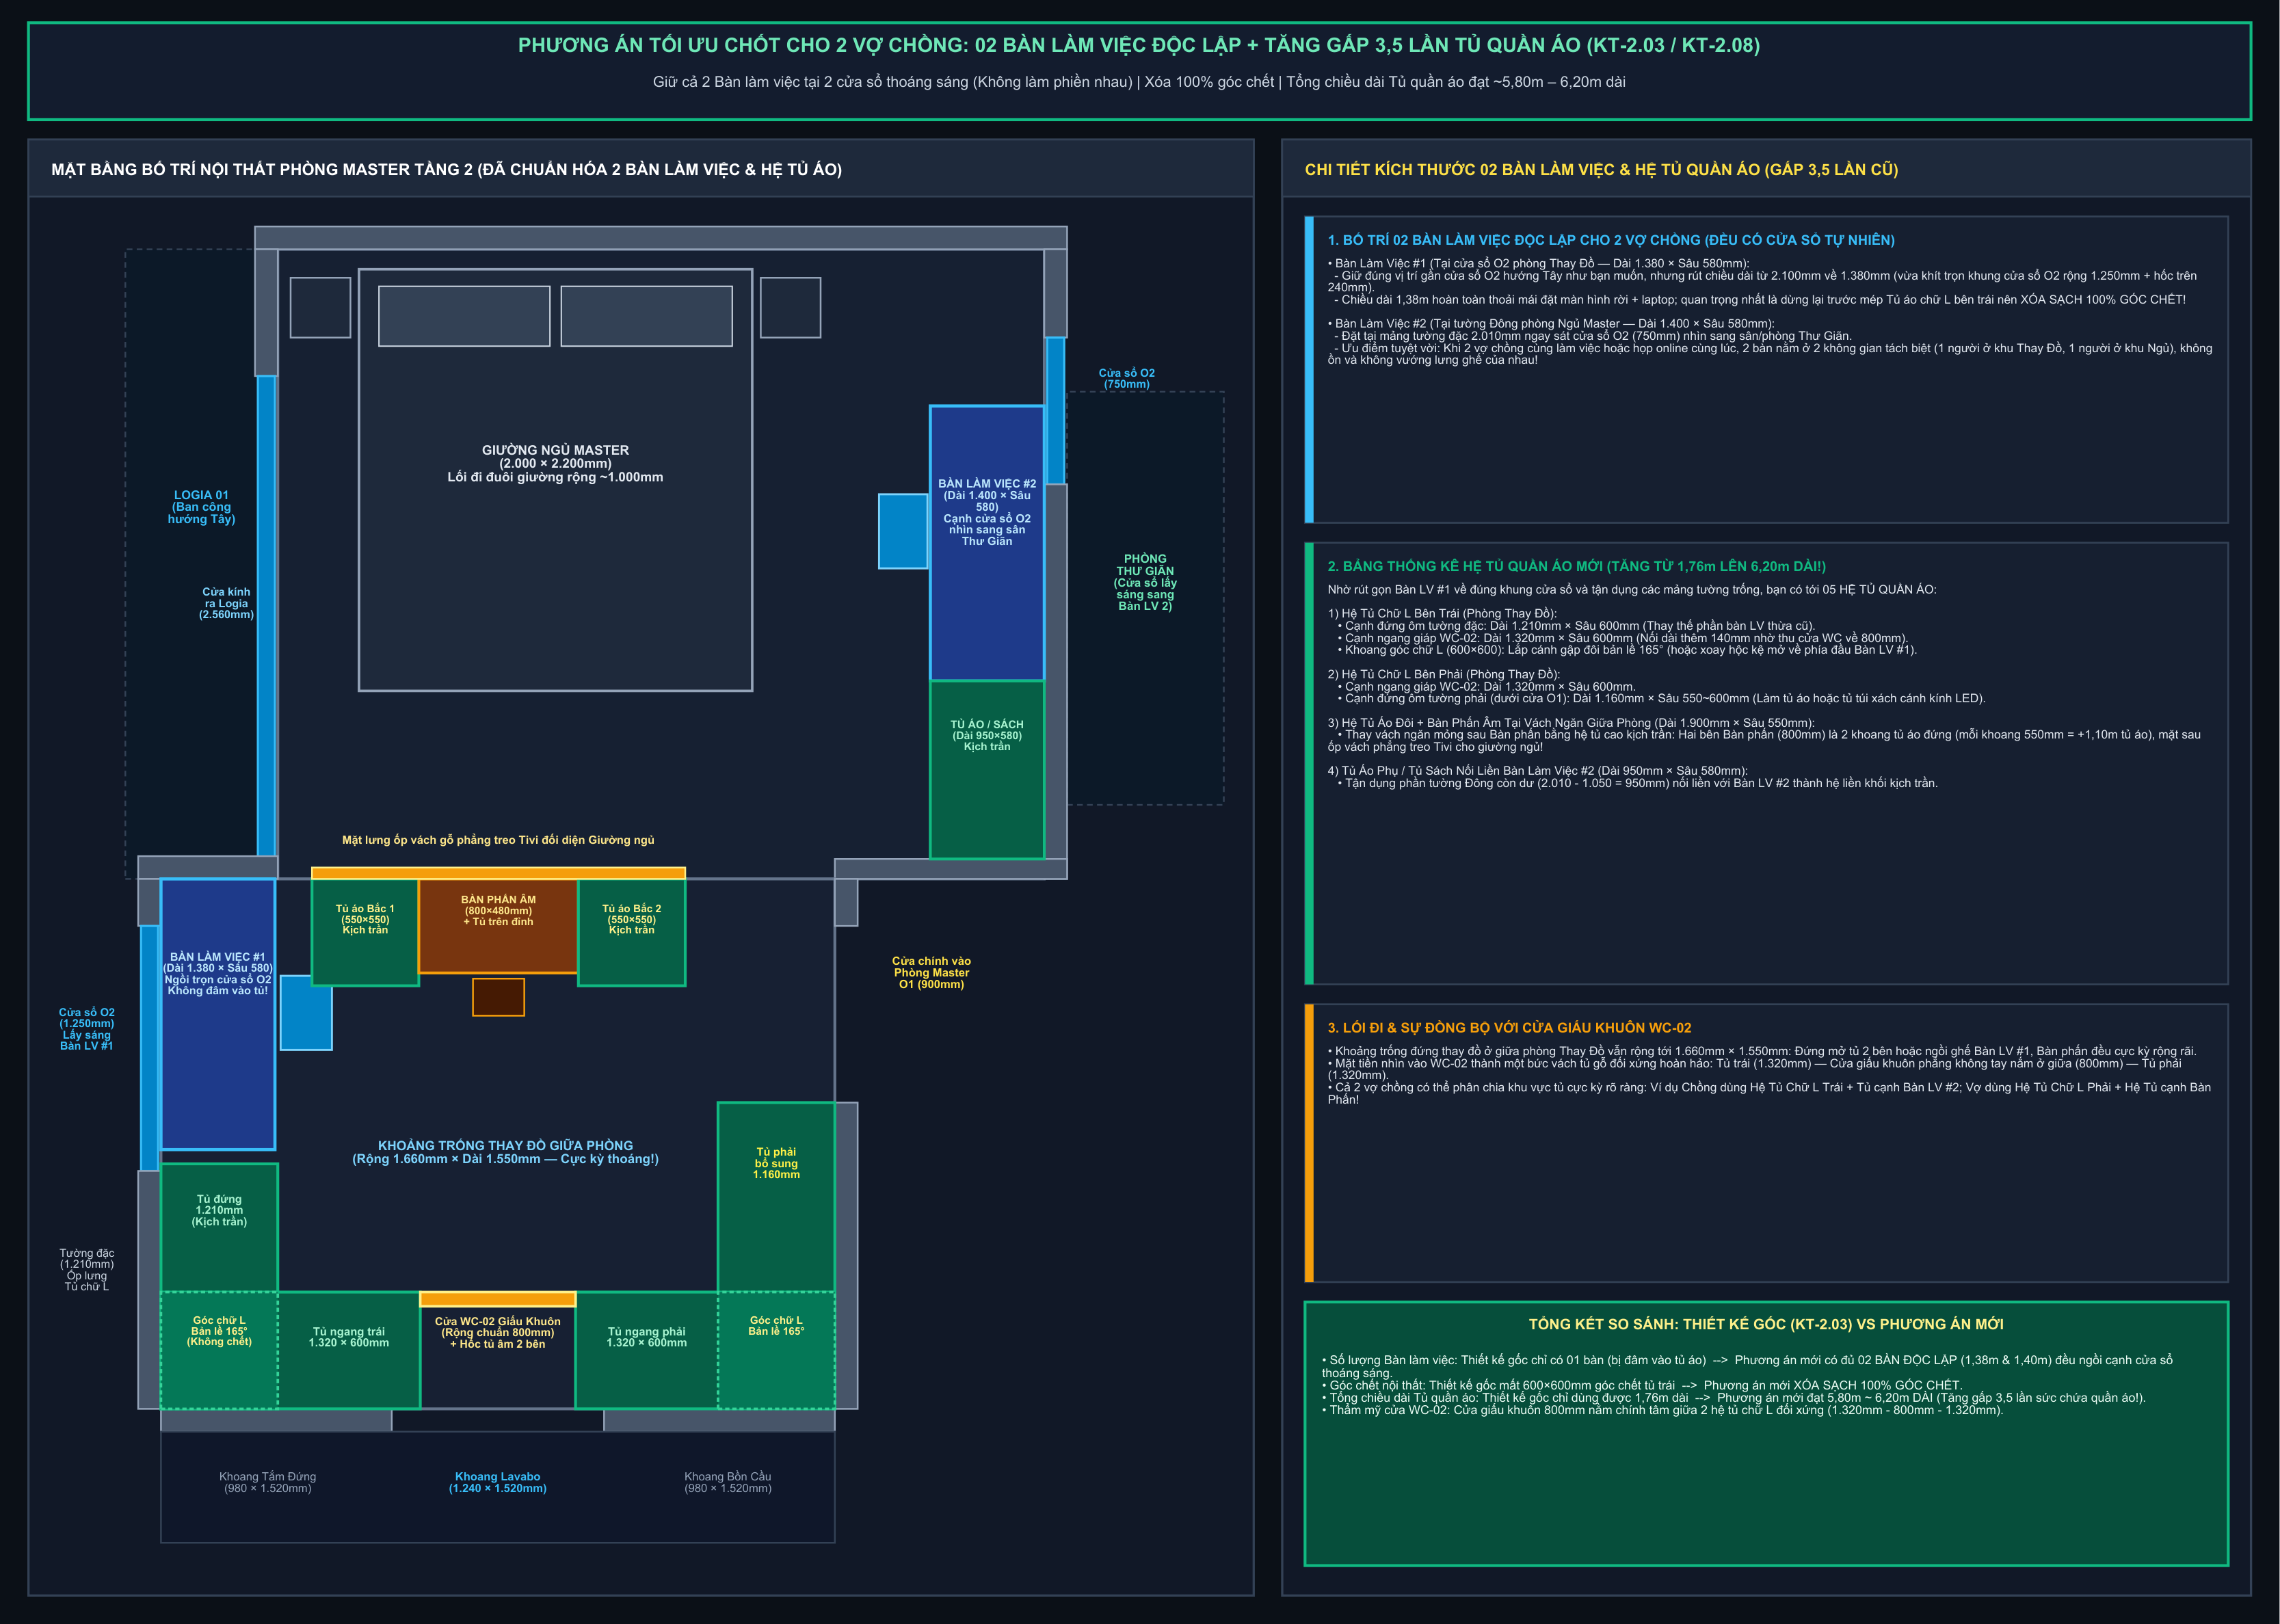 PHƯƠNG ÁN TỐI ƯU CHỐT CHO 2 VỢ CHỒNG: 02 BÀN LÀM VIỆC ĐỘC LẬP + TĂNG GẤP 3,5 LẦN TỦ QUẦN ÁO (KT-2.03 / KT-2.08)
Giữ cả 2 Bàn làm việc tại 2 cửa sổ thoáng sáng (Không làm phiền nhau) | Xóa 100% góc chết | Tổng chiều dài Tủ quần áo đạt ~5,80m – 6,20m dài
MẶT BẰNG BỐ TRÍ NỘI THẤT PHÒNG MASTER TẦNG 2 (ĐÃ CHUẨN HÓA 2 BÀN LÀM VIỆC & HỆ TỦ ÁO)
Cửa sổ O2
(750mm)
GIƯỜNG NGỦ MASTER
(2.000 × 2.200mm)
Lối đi đuôi giường rộng ~1.000mm
BÀN LÀM VIỆC #2
(Dài 1.400 × Sâu
580)
Cạnh cửa sổ O2
nhìn sang sân
Thư Giãn
LOGIA 01
(Ban công
hướng Tây)
PHÒNG
THƯ GIÃN
(Cửa sổ lấy
sáng sang
Bàn LV 2)
Cửa kính
ra Logia
(2.560mm)
TỦ ÁO / SÁCH
(Dài 950×580)
Kịch trần
Mặt lưng ốp vách gỗ phẳng treo Tivi đối diện Giường ngủ
Tủ áo Bắc 1
(550×550)
Kịch trần
BÀN PHẤN ÂM
(800×480mm)
+ Tủ trên đỉnh
Tủ áo Bắc 2
(550×550)
Kịch trần
BÀN LÀM VIỆC #1
(Dài 1.380 × Sâu 580)
Ngồi trọn cửa sổ O2
Không đâm vào tủ!
Cửa chính vào
Phòng Master
O1 (900mm)
Cửa sổ O2
(1.250mm)
Lấy sáng
Bàn LV #1
KHOẢNG TRỐNG THAY ĐỒ GIỮA PHÒNG
(Rộng 1.660mm × Dài 1.550mm — Cực kỳ thoáng!)
Tủ phải
bổ sung
1.160mm
Tủ đứng
1.210mm
(Kịch trần)
Tường đặc
(1.210mm)
Ốp lưng
Tủ chữ L
Góc chữ L
Bản lề 165°
(Không chết)
Tủ ngang trái
1.320 × 600mm
Cửa WC-02 Giấu Khuôn
(Rộng chuẩn 800mm)
+ Hốc tủ âm 2 bên
Tủ ngang phải
1.320 × 600mm
Góc chữ L
Bản lề 165°
Khoang Tắm Đứng
(980 × 1.520mm)
Khoang Lavabo
(1.240 × 1.520mm)
Khoang Bồn Cầu
(980 × 1.520mm)
CHI TIẾT KÍCH THƯỚC 02 BÀN LÀM VIỆC & HỆ TỦ QUẦN ÁO (GẤP 3,5 LẦN CŨ)
1. BỐ TRÍ 02 BÀN LÀM VIỆC ĐỘC LẬP CHO 2 VỢ CHỒNG (ĐỀU CÓ CỬA SỔ TỰ NHIÊN)
• Bàn Làm Việc #1 (Tại cửa sổ O2 phòng Thay Đồ — Dài 1.380 × Sâu 580mm):
- Giữ đúng vị trí gần cửa sổ O2 hướng Tây như bạn muốn, nhưng rút chiều dài từ 2.100mm về 1.380mm (vừa khít trọn khung cửa sổ O2 rộng 1.250mm + hốc trên
240mm).
- Chiều dài 1,38m hoàn toàn thoải mái đặt màn hình rời + laptop; quan trọng nhất là dừng lại trước mép Tủ áo chữ L bên trái nên XÓA SẠCH 100% GÓC CHẾT!
• Bàn Làm Việc #2 (Tại tường Đông phòng Ngủ Master — Dài 1.400 × Sâu 580mm):
- Đặt tại mảng tường đặc 2.010mm ngay sát cửa sổ O2 (750mm) nhìn sang sân/phòng Thư Giãn.
- Ưu điểm tuyệt vời: Khi 2 vợ chồng cùng làm việc hoặc họp online cùng lúc, 2 bàn nằm ở 2 không gian tách biệt (1 người ở khu Thay Đồ, 1 người ở khu Ngủ), không
ồn và không vướng lưng ghế của nhau!
2. BẢNG THỐNG KÊ HỆ TỦ QUẦN ÁO MỚI (TĂNG TỪ 1,76m LÊN 6,20m DÀI!)
Nhờ rút gọn Bàn LV #1 về đúng khung cửa sổ và tận dụng các mảng tường trống, bạn có tới 05 HỆ TỦ QUẦN ÁO:
1) Hệ Tủ Chữ L Bên Trái (Phòng Thay Đồ):
• Cạnh đứng ôm tường đặc: Dài 1.210mm × Sâu 600mm (Thay thế phần bàn LV thừa cũ).
• Cạnh ngang giáp WC-02: Dài 1.320mm × Sâu 600mm (Nối dài thêm 140mm nhờ thu cửa WC về 800mm).
• Khoang góc chữ L (600×600): Lắp cánh gập đôi bản lề 165° (hoặc xoay hộc kệ mở về phía đầu Bàn LV #1).
2) Hệ Tủ Chữ L Bên Phải (Phòng Thay Đồ):
• Cạnh ngang giáp WC-02: Dài 1.320mm × Sâu 600mm.
• Cạnh đứng ôm tường phải (dưới cửa O1): Dài 1.160mm × Sâu 550~600mm (Làm tủ áo hoặc tủ túi xách cánh kính LED).
3) Hệ Tủ Áo Đôi + Bàn Phấn Âm Tại Vách Ngăn Giữa Phòng (Dài 1.900mm × Sâu 550mm):
• Thay vách ngăn mỏng sau Bàn phấn bằng hệ tủ cao kịch trần: Hai bên Bàn phấn (800mm) là 2 khoang tủ áo đứng (mỗi khoang 550mm = +1,10m tủ áo), mặt sau
ốp vách phẳng treo Tivi cho giường ngủ!
4) Tủ Áo Phụ / Tủ Sách Nối Liền Bàn Làm Việc #2 (Dài 950mm × Sâu 580mm):
• Tận dụng phần tường Đông còn dư (2.010 - 1.050 = 950mm) nối liền với Bàn LV #2 thành hệ liền khối kịch trần.
3. LỐI ĐI & SỰ ĐỒNG BỘ VỚI CỬA GIẤU KHUÔN WC-02
• Khoảng trống đứng thay đồ ở giữa phòng Thay Đồ vẫn rộng tới 1.660mm × 1.550mm: Đứng mở tủ 2 bên hoặc ngồi ghế Bàn LV #1, Bàn phấn đều cực kỳ rộng rãi.
• Mặt tiền nhìn vào WC-02 thành một bức vách tủ gỗ đối xứng hoàn hảo: Tủ trái (1.320mm) — Cửa giấu khuôn phẳng không tay nắm ở giữa (800mm) — Tủ phải
(1.320mm).
• Cả 2 vợ chồng có thể phân chia khu vực tủ cực kỳ rõ ràng: Ví dụ Chồng dùng Hệ Tủ Chữ L Trái + Tủ cạnh Bàn LV #2; Vợ dùng Hệ Tủ Chữ L Phải + Hệ Tủ cạnh Bàn
Phấn!
TỔNG KẾT SO SÁNH: THIẾT KẾ GỐC (KT-2.03) VS PHƯƠNG ÁN MỚI
• Số lượng Bàn làm việc: Thiết kế gốc chỉ có 01 bàn (bị đâm vào tủ áo) --> Phương án mới có đủ 02 BÀN ĐỘC LẬP (1,38m & 1,40m) đều ngồi cạnh cửa sổ
thoáng sáng.
• Góc chết nội thất: Thiết kế gốc mất 600×600mm góc chết tủ trái --> Phương án mới XÓA SẠCH 100% GÓC CHẾT.
• Tổng chiều dài Tủ quần áo: Thiết kế gốc chỉ dùng được 1,76m dài --> Phương án mới đạt 5,80m ~ 6,20m DÀI (Tăng gấp 3,5 lần sức chứa quần áo!).
• Thẩm mỹ cửa WC-02: Cửa giấu khuôn 800mm nằm chính tâm giữa 2 hệ tủ chữ L đối xứng (1.320mm - 800mm - 1.320mm).